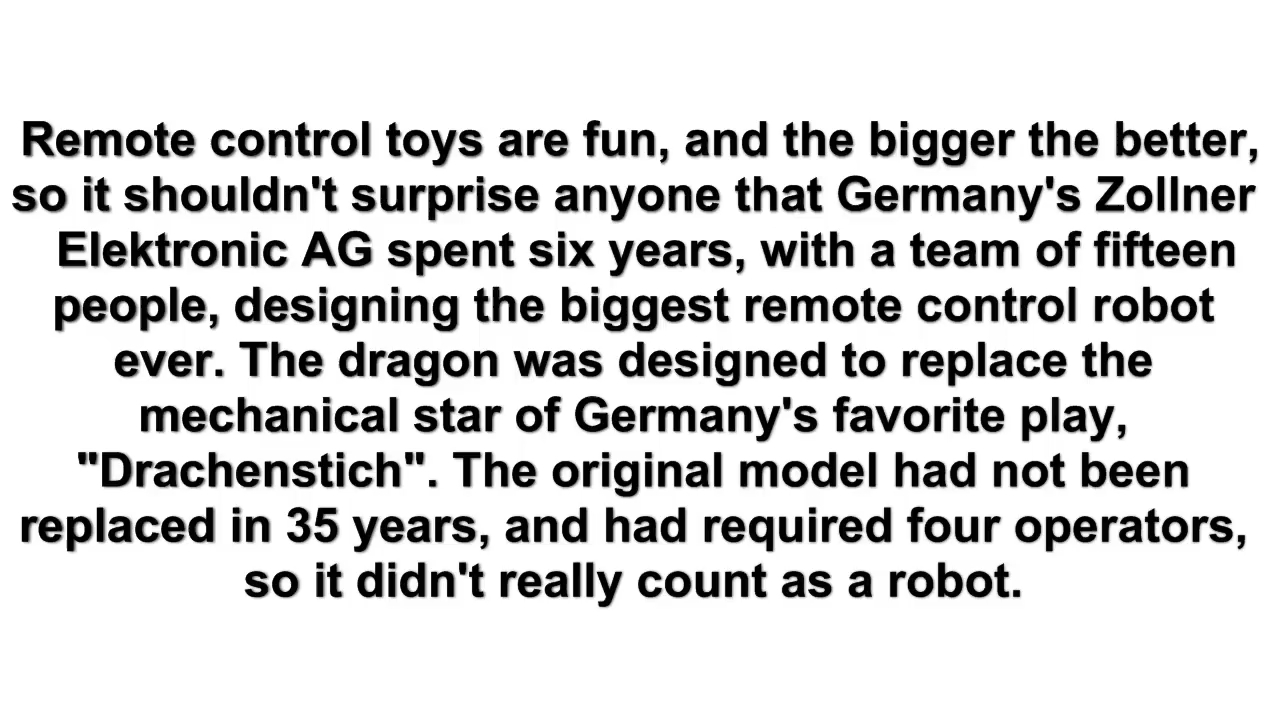 Remote control toys are fun, and the bigger the better,
so it shouldn't surprise anyone that Germany's Zollner
Elektronic AG spent six years, with a team of fifteen
people, designing the biggest remote control robot
ever. The dragon was designed to replace the
mechanical star of Germany's favorite play,
"Drachenstich". The original model had not been
replaced in 35 years, and had required four operators,
so it didn't really count as a robot.